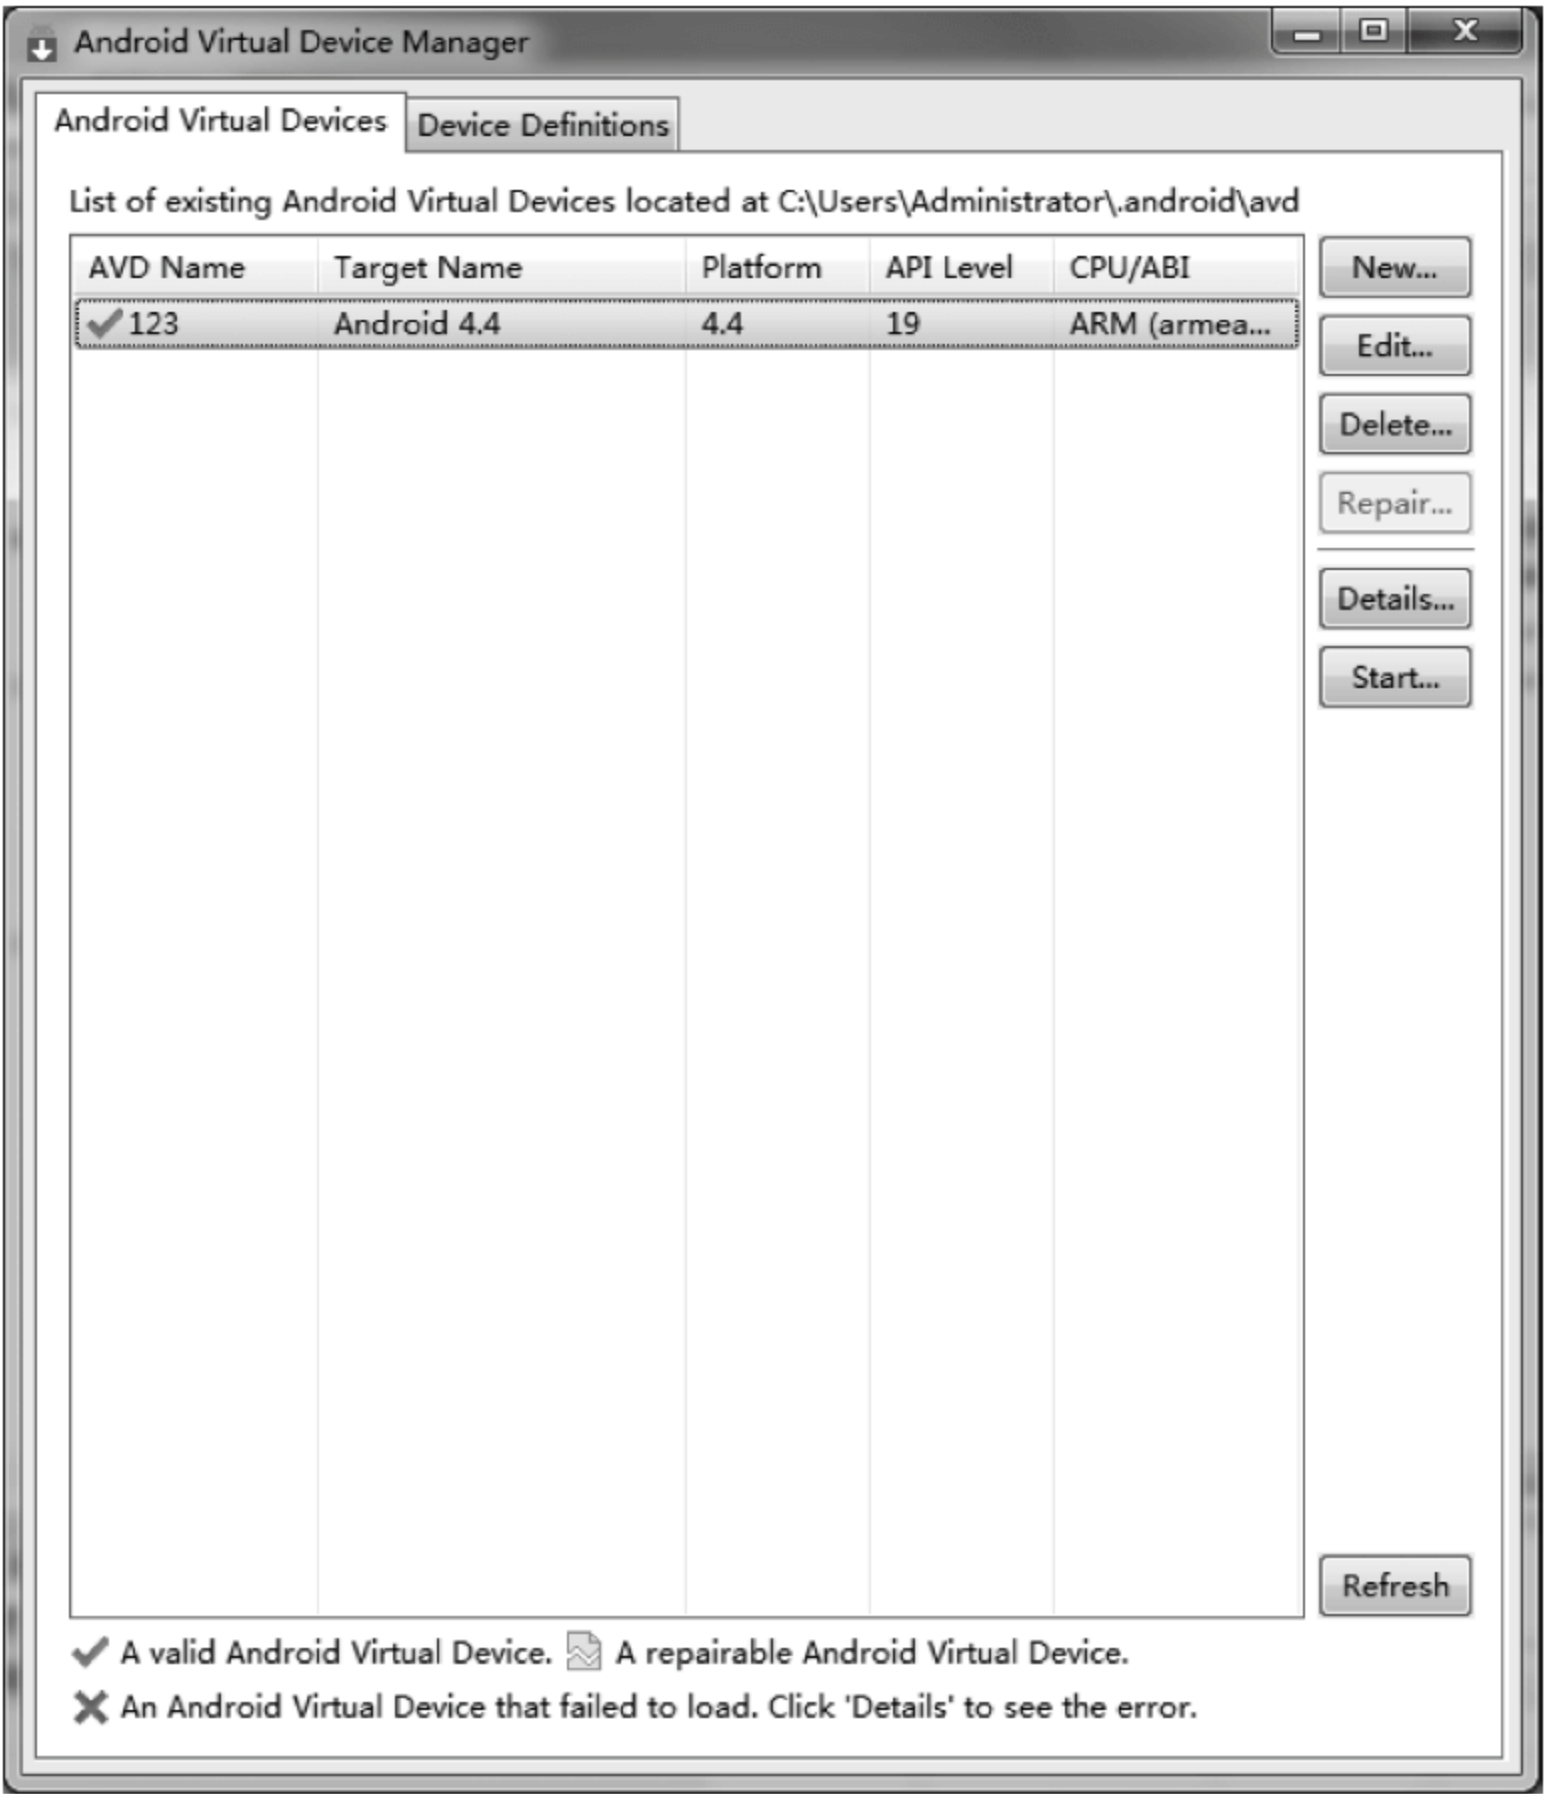 Android Virtual Device Manager
Android Virtual Devices
Device Definitions
List of existing Android Virtual Devices located at C:\Users\Administrator\.android\avd
AVD Name Target Name Platform API Level CPU/ABI
123 Android 4.4 4.4 19 ARM (armea...
New...
Edit...
Delete...
Repair...
Details...
Start...
Refresh
A valid Android Virtual Device. A repairable Android Virtual Device.
An Android Virtual Device that failed to load. Click 'Details' to see the error.